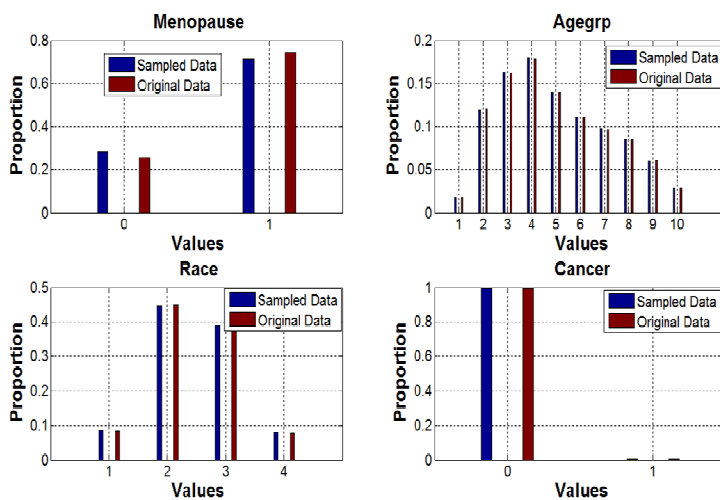 Menopause
0.8
0.6
0.4
0.2
0
Proportion
Sampled Data
Original Data
0 1
Values
Agegrp
0.2
0.15
0.1
0.05
0
Proportion
Sampled Data
Original Data
1 2 3 4 5 6 7 8 9 10
Values
Race
0.5
0.4
0.3
0.2
0.1
0
Proportion
Sampled Data
Original Data
1 2 3 4
Values
Cancer
1
0.8
0.6
0.4
0.2
0
Proportion
Sampled Data
Original Data
0 1
Values